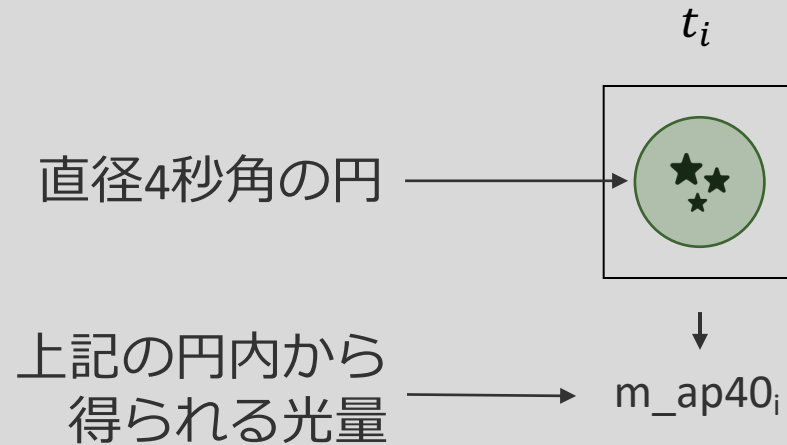 t_i
直径4秒角の円
上記の円内から
得られる光量
m_ap40_i